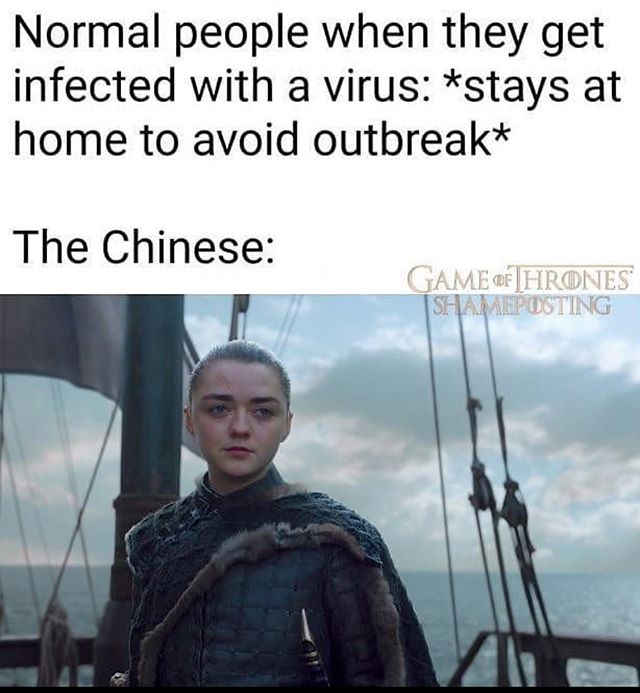 Normal people when they get
infected with a virus: *stays at
home to avoid outbreak*
The Chinese:
GAME OF THRONES
SHAMEPOSTING